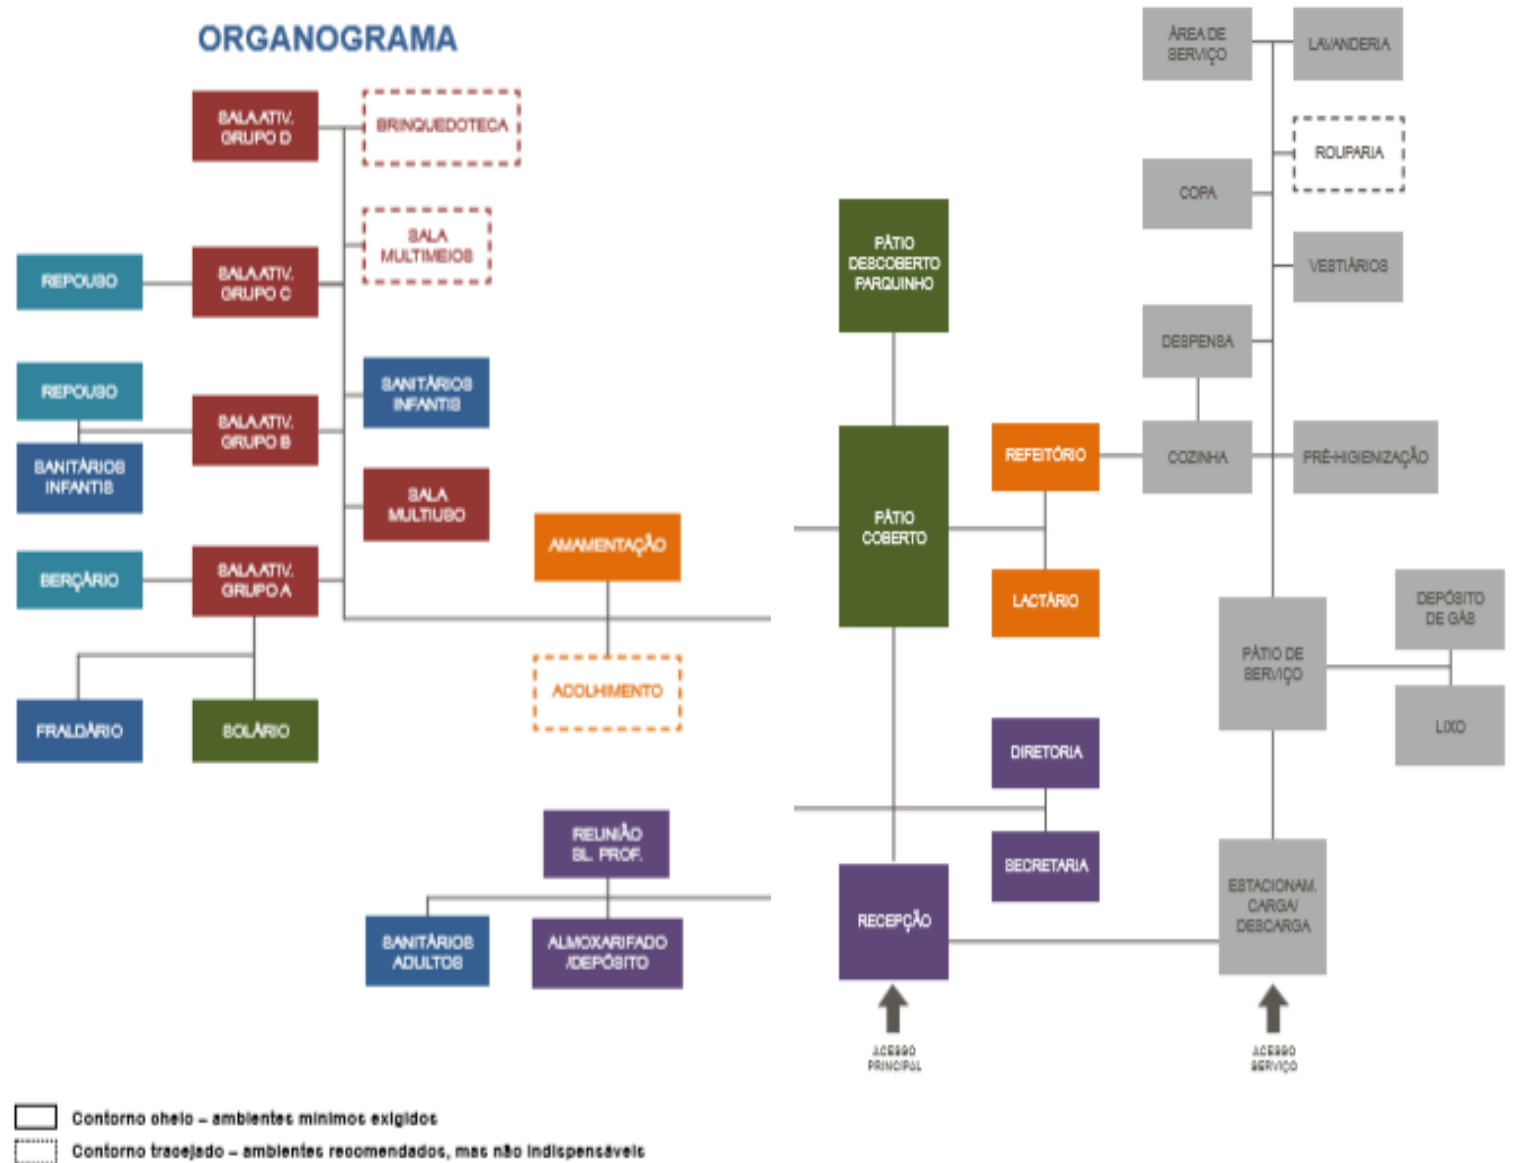 ORGANOGRAMA
SALA ATIV.
GRUPO D
BRINQUEDOTECA
SALA
MULTIMEIOS
REPOUSO
SALA ATIV.
GRUPO C
REPOUSO
SANITÁRIOS
INFANTIS
SALA ATIV.
GRUPO B
SANITÁRIOS
INFANTIS
SALA
MULTIUSO
BERÇÁRIO
SALA ATIV.
GRUPO A
AMAMENTAÇÃO
ACOLHIMENTO
FRALDÁRIO
SOLÁRIO
REUNIÃO
SL. PROF.
SANITÁRIOS
ADULTOS
ALMOXARIFADO
/DEPÓSITO
PÁTIO
DESCOBERTO
PARQUINHO
PÁTIO
COBERTO
REFEITÓRIO
LACTÁRIO
DIRETORIA
SECRETARIA
RECEPÇÃO
ACESSO
PRINCIPAL
ÁREA DE
SERVIÇO
LAVANDERIA
ROUPARIA
COPA
VESTIÁRIOS
DESPENSA
COZINHA
PRÉ-HIGIENIZAÇÃO
PÁTIO DE
SERVIÇO
DEPÓSITO
DE GÁS
LIXO
ESTACIONAM.
CARGA/
DESCARGA
ACESSO
SERVIÇO
Contorno cheio – ambientes mínimos exigidos
Contorno tracejado – ambientes recomendados, mas não indispensáveis